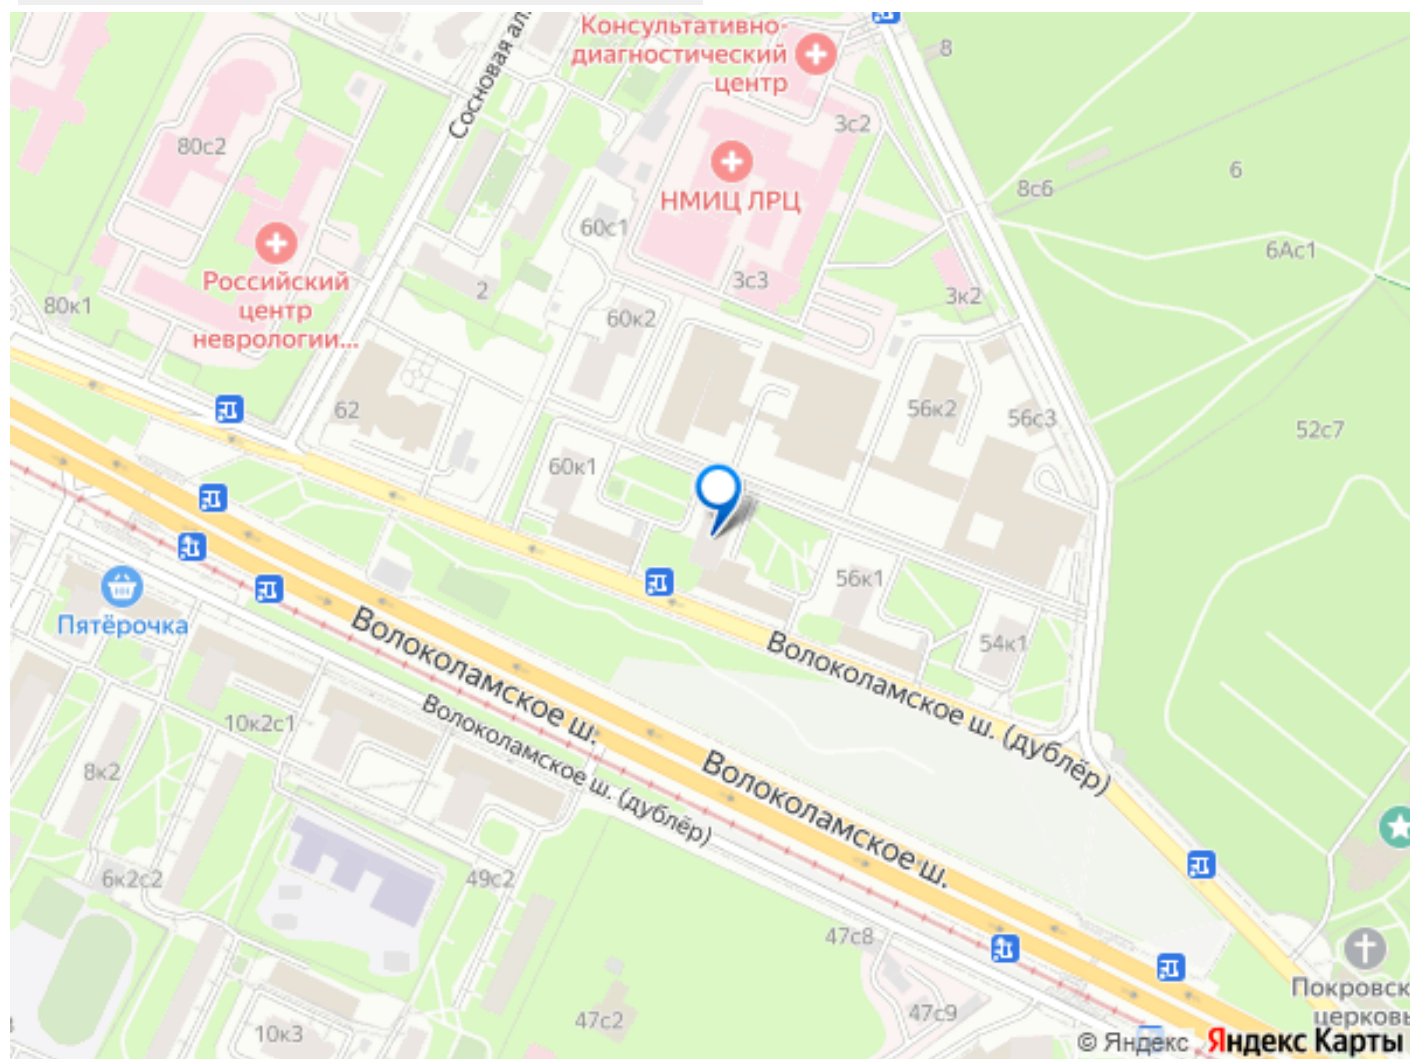 Консультативно-
диагностический
центр
8
Сосновая ал.
3с2
80с2
НМИЦ ЛРЦ
8с6
6
60с1
6Ас1
Российский
центр
неврологии...
2
3с3
3к2
80к1
60к2
62
56к2
56с3
52с7
60к1
56к1
Пятёрочка
54к1
Волоколамское ш.
Волоколамское ш. (дублёр)
Волоколамское ш. (дублёр)
Волоколамское ш.
10к2с1
8к2
6к2с2
49с2
47с8
47с2
47с9
10к3
Покровск
церковь
© Яндекс Яндекс Карты